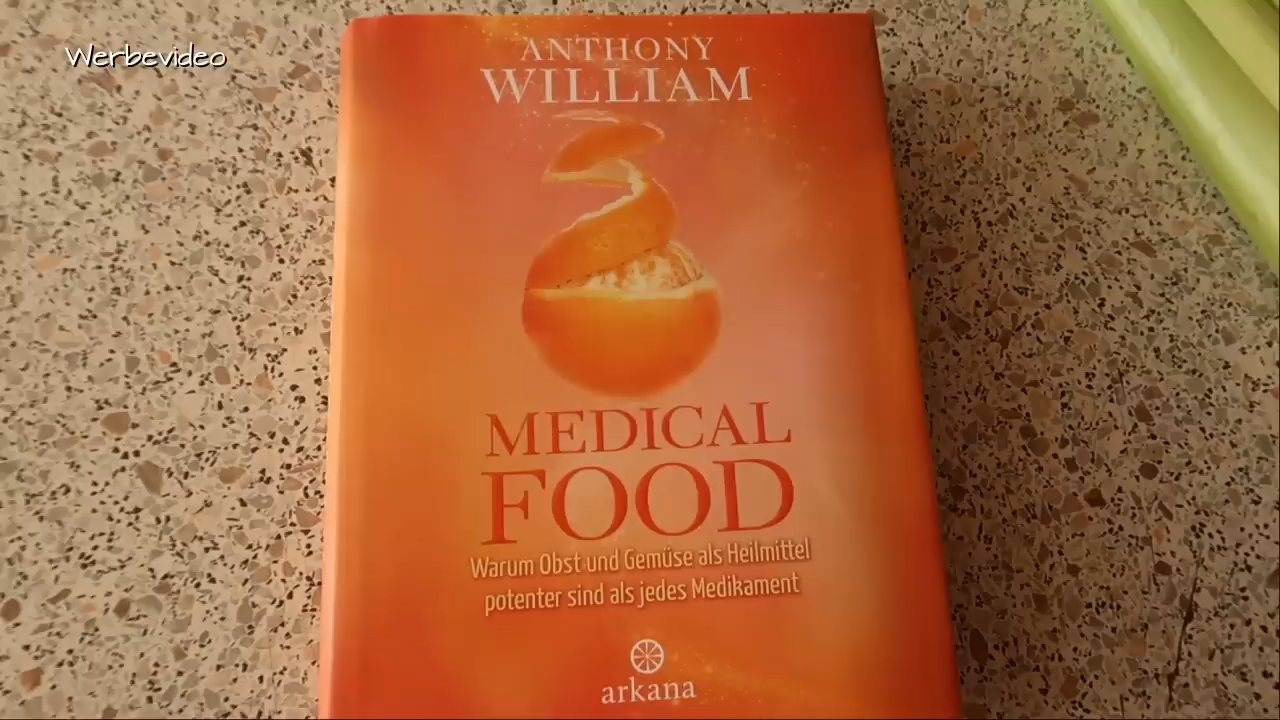 Werbevideo
ANTHONY
WILLIAM
MEDICAL
FOOD
Warum Obst und Gemüse als Heilmittel
potenter sind als jedes Medikament
arkana